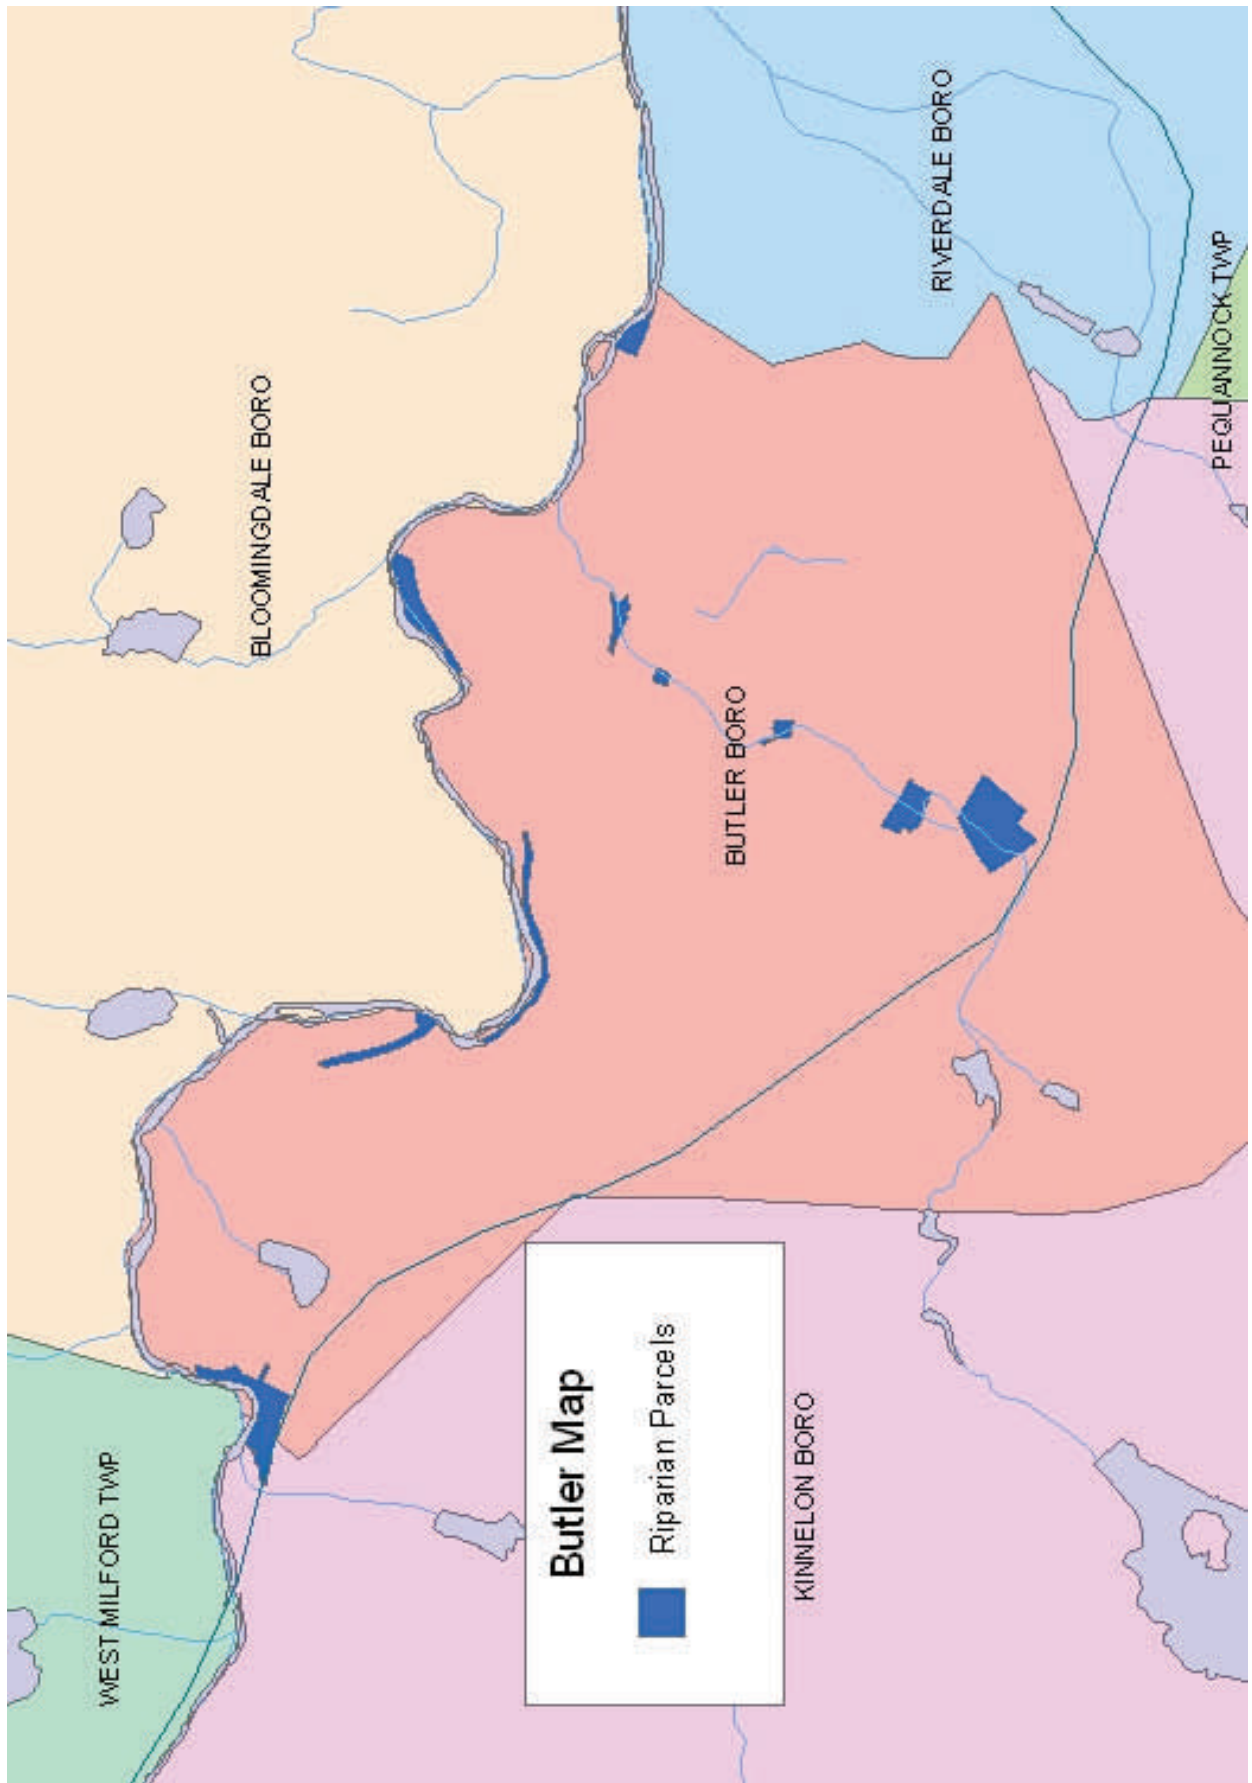 WEST MILFORD TWP
BLOOMINGDALE BORO
RIVERDALE BORO
BUTLER BORO
PEQUANNOCK TWP
KINNELON BORO
Butler Map
Riparian Parcels